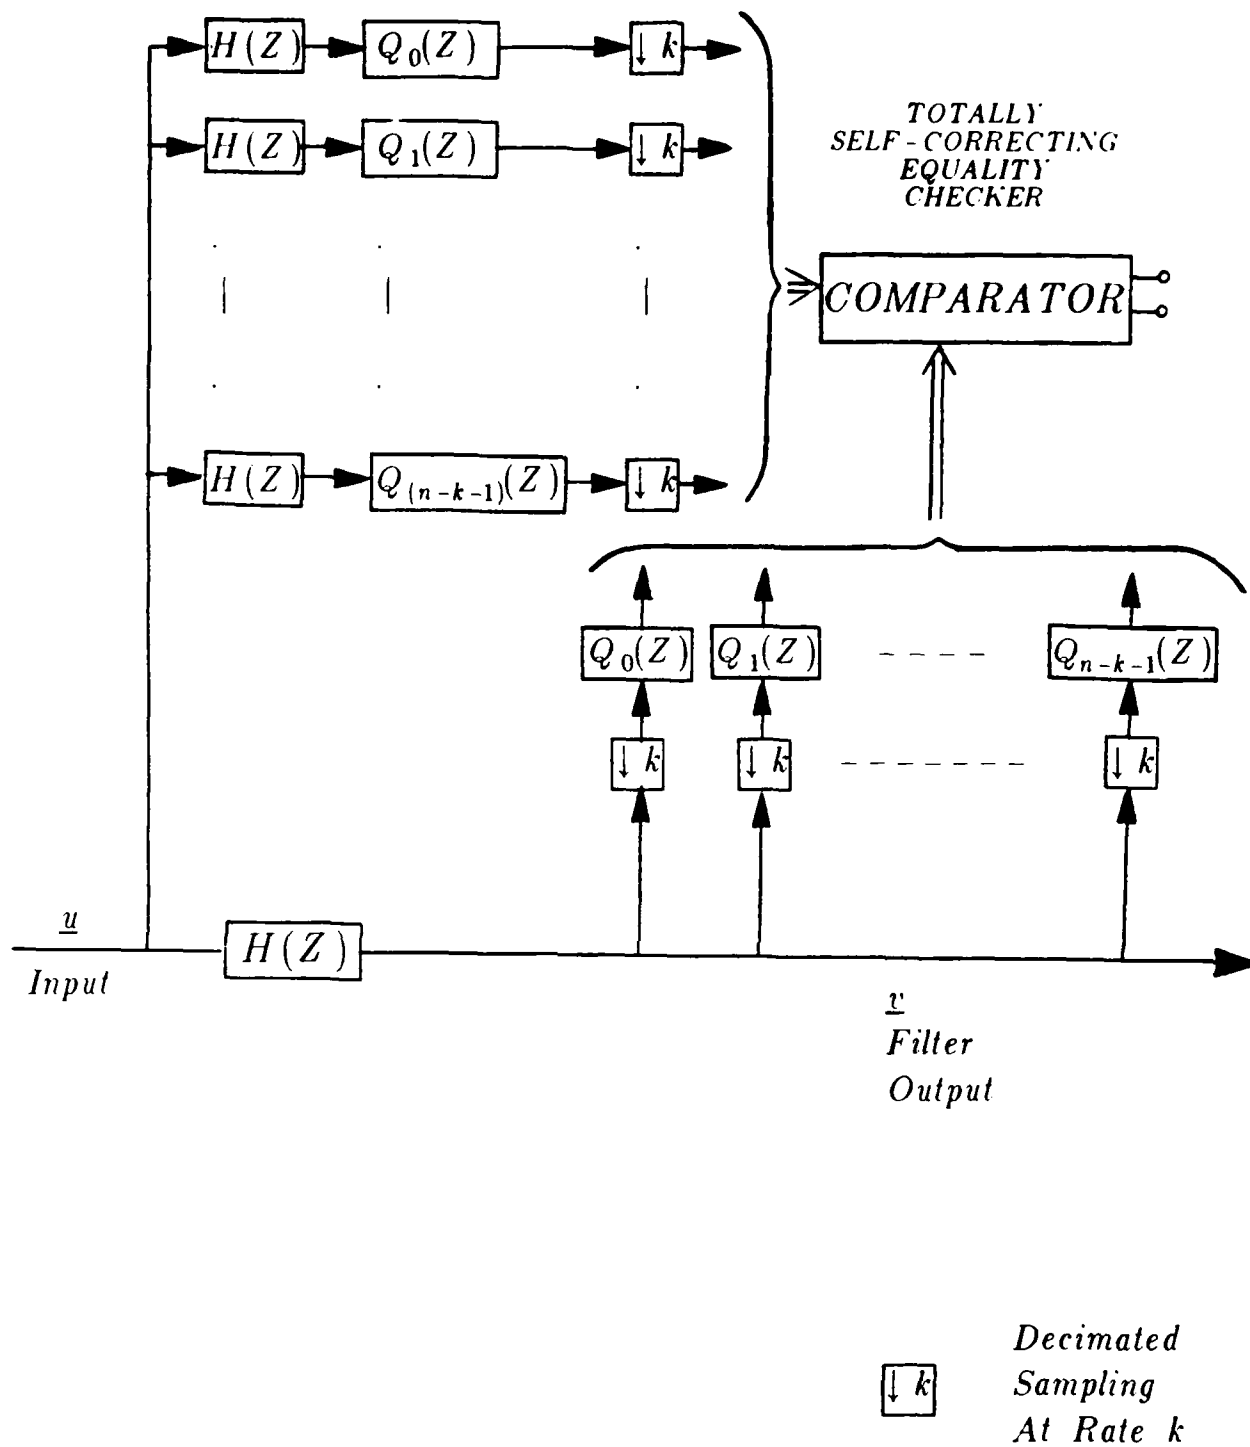 H(Z) Q₀(Z) ↓ k
H(Z) Q₁(Z) ↓ k
TOTALLY
SELF-CORRECTING
EQUALITY
CHECKER
COMPARATOR
H(Z) Q₍ₙ₋ₖ₋₁₎(Z) ↓ k
Q₀(Z) Q₁(Z) Qₙ₋ₖ₋₁(Z)
↓ k ↓ k ↓ k
u
H(Z)
Input
v
Filter
Output
Decimated
↓ k Sampling
At Rate k